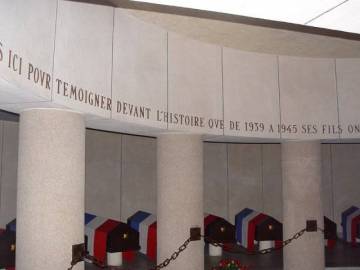 ICI POVR TEMOIGNER DEVANT L'HISTOIRE QVE DE 1939 A 1945 SES FILS ON